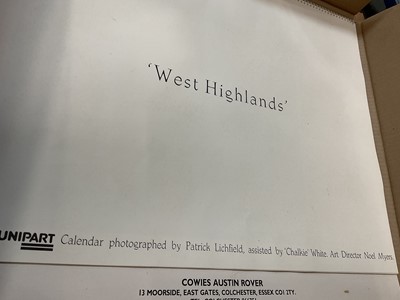 'West Highlands'
UNIPART Calendar photographed by Patrick Lichfield, assisted by 'Chalkie' White. Art Director Noel Myers.
COWIES AUSTIN ROVER
13 MOORSIDE, EAST GATES, COLCHESTER, ESSEX CO1 2TY.